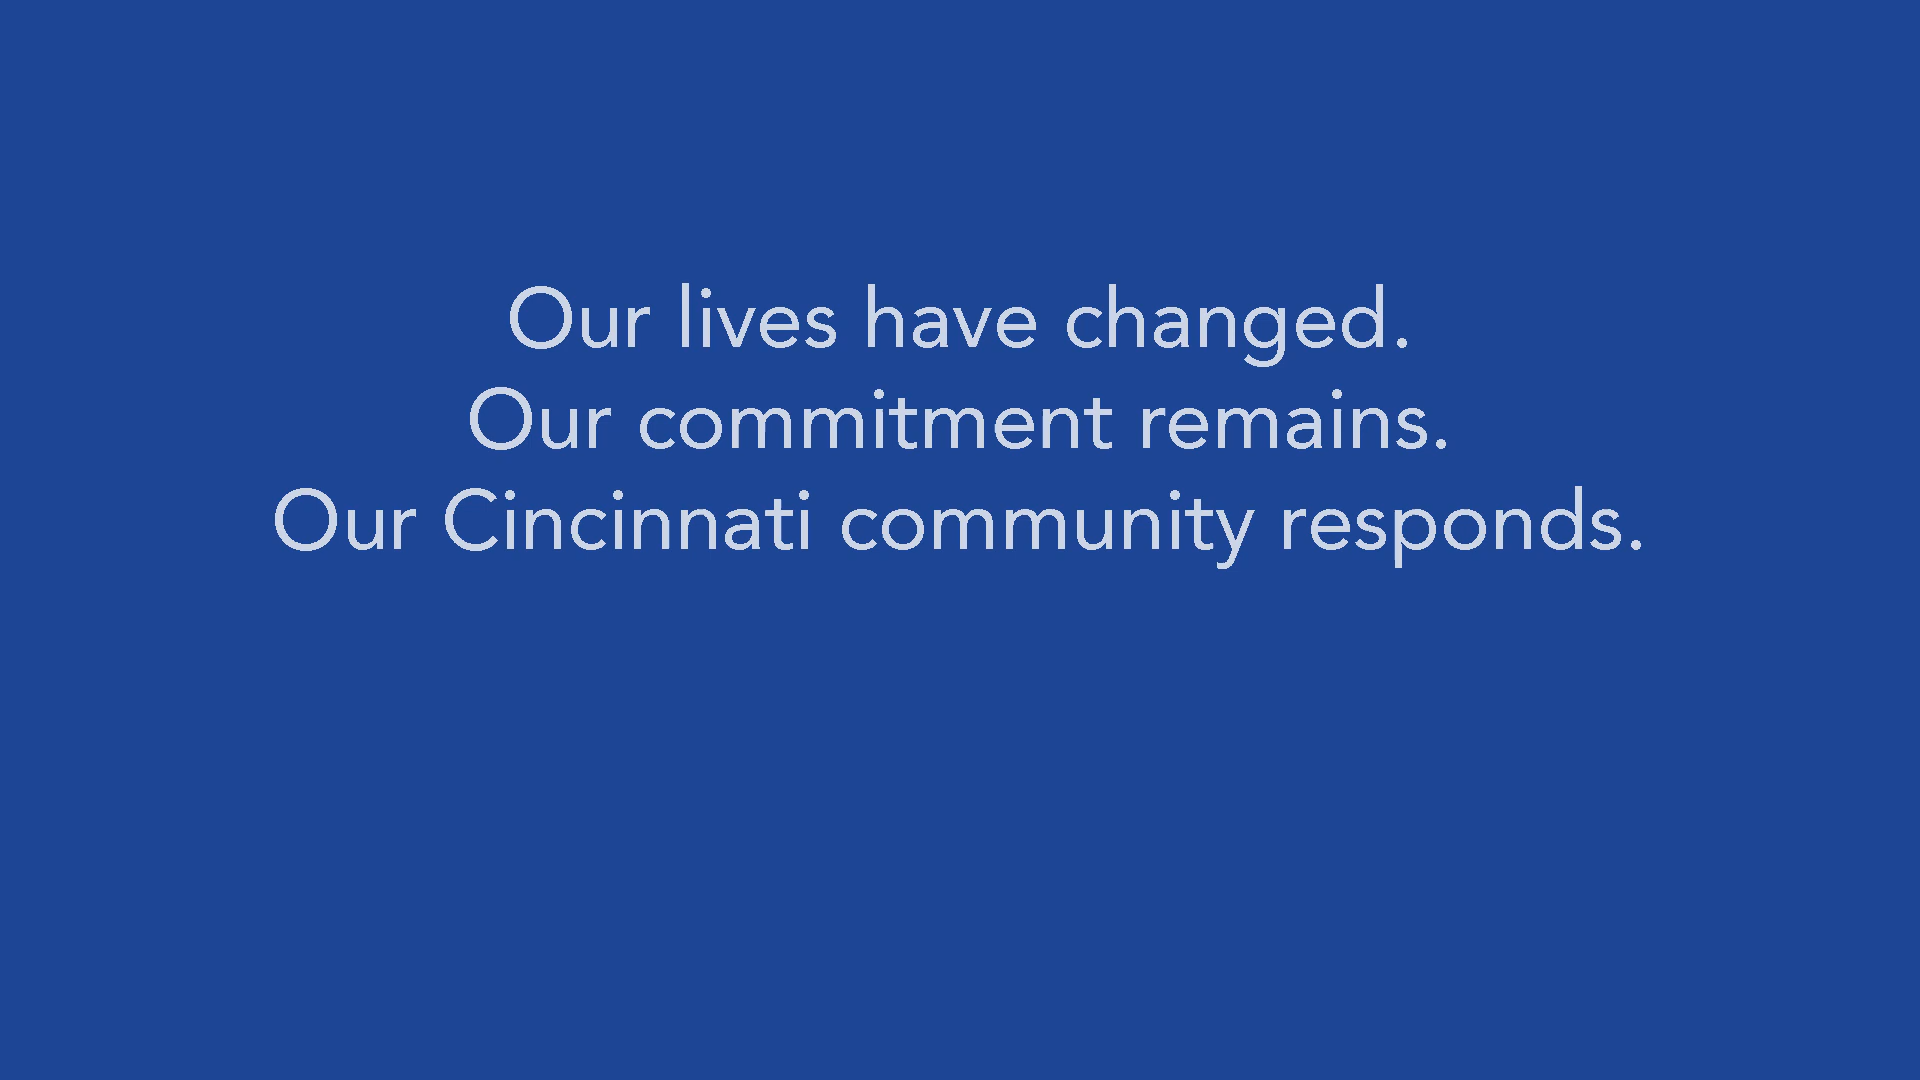 Our lives have changed.
Our commitment remains.
Our Cincinnati community responds.